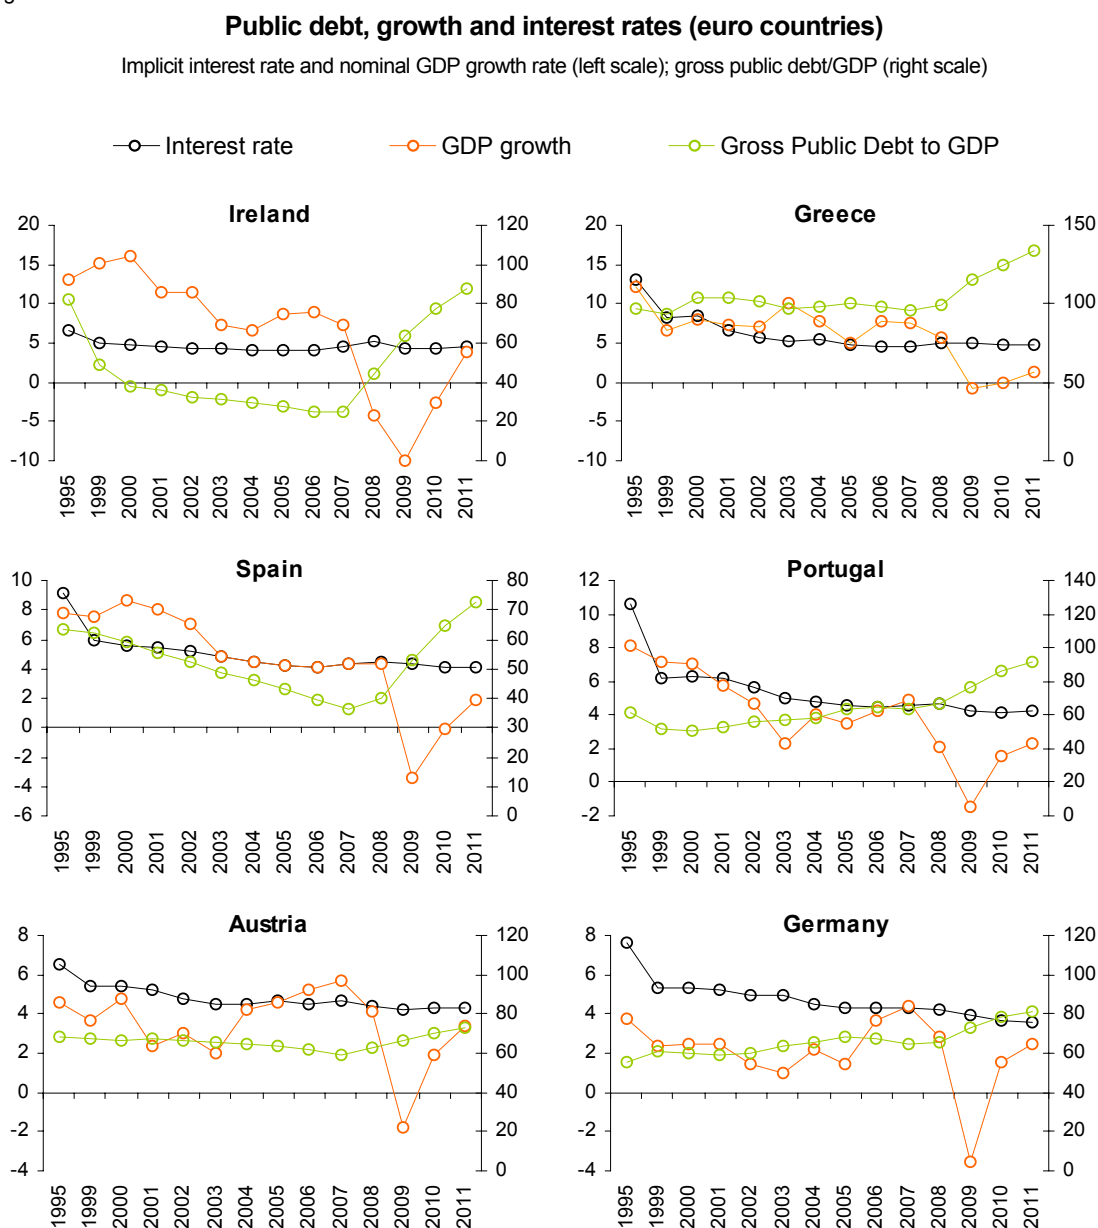 g
Public debt, growth and interest rates (euro countries)
Implicit interest rate and nominal GDP growth rate (left scale); gross public debt/GDP (right scale)
Interest rate GDP growth Gross Public Debt to GDP
Ireland
20 15 10 5 0 -5 -10
120 100 80 60 40 20 0
1995 1999 2000 2001 2002 2003 2004 2005 2006 2007 2008 2009 2010 2011
Greece
20 15 10 5 0 -5 -10
150 100 50 0
1995 1999 2000 2001 2002 2003 2004 2005 2006 2007 2008 2009 2010 2011
Spain
10 8 6 4 2 0 -2 -4 -6
80 70 60 50 40 30 20 10 0
1995 1999 2000 2001 2002 2003 2004 2005 2006 2007 2008 2009 2010 2011
Portugal
12 10 8 6 4 2 0 -2
140 120 100 80 60 40 20 0
1995 1999 2000 2001 2002 2003 2004 2005 2006 2007 2008 2009 2010 2011
Austria
8 6 4 2 0 -2 -4
120 100 80 60 40 20 0
1995 1999 2000 2001 2002 2003 2004 2005 2006 2007 2008 2009 2010 2011
Germany
8 6 4 2 0 -2 -4
120 100 80 60 40 20 0
1995 1999 2000 2001 2002 2003 2004 2005 2006 2007 2008 2009 2010 2011